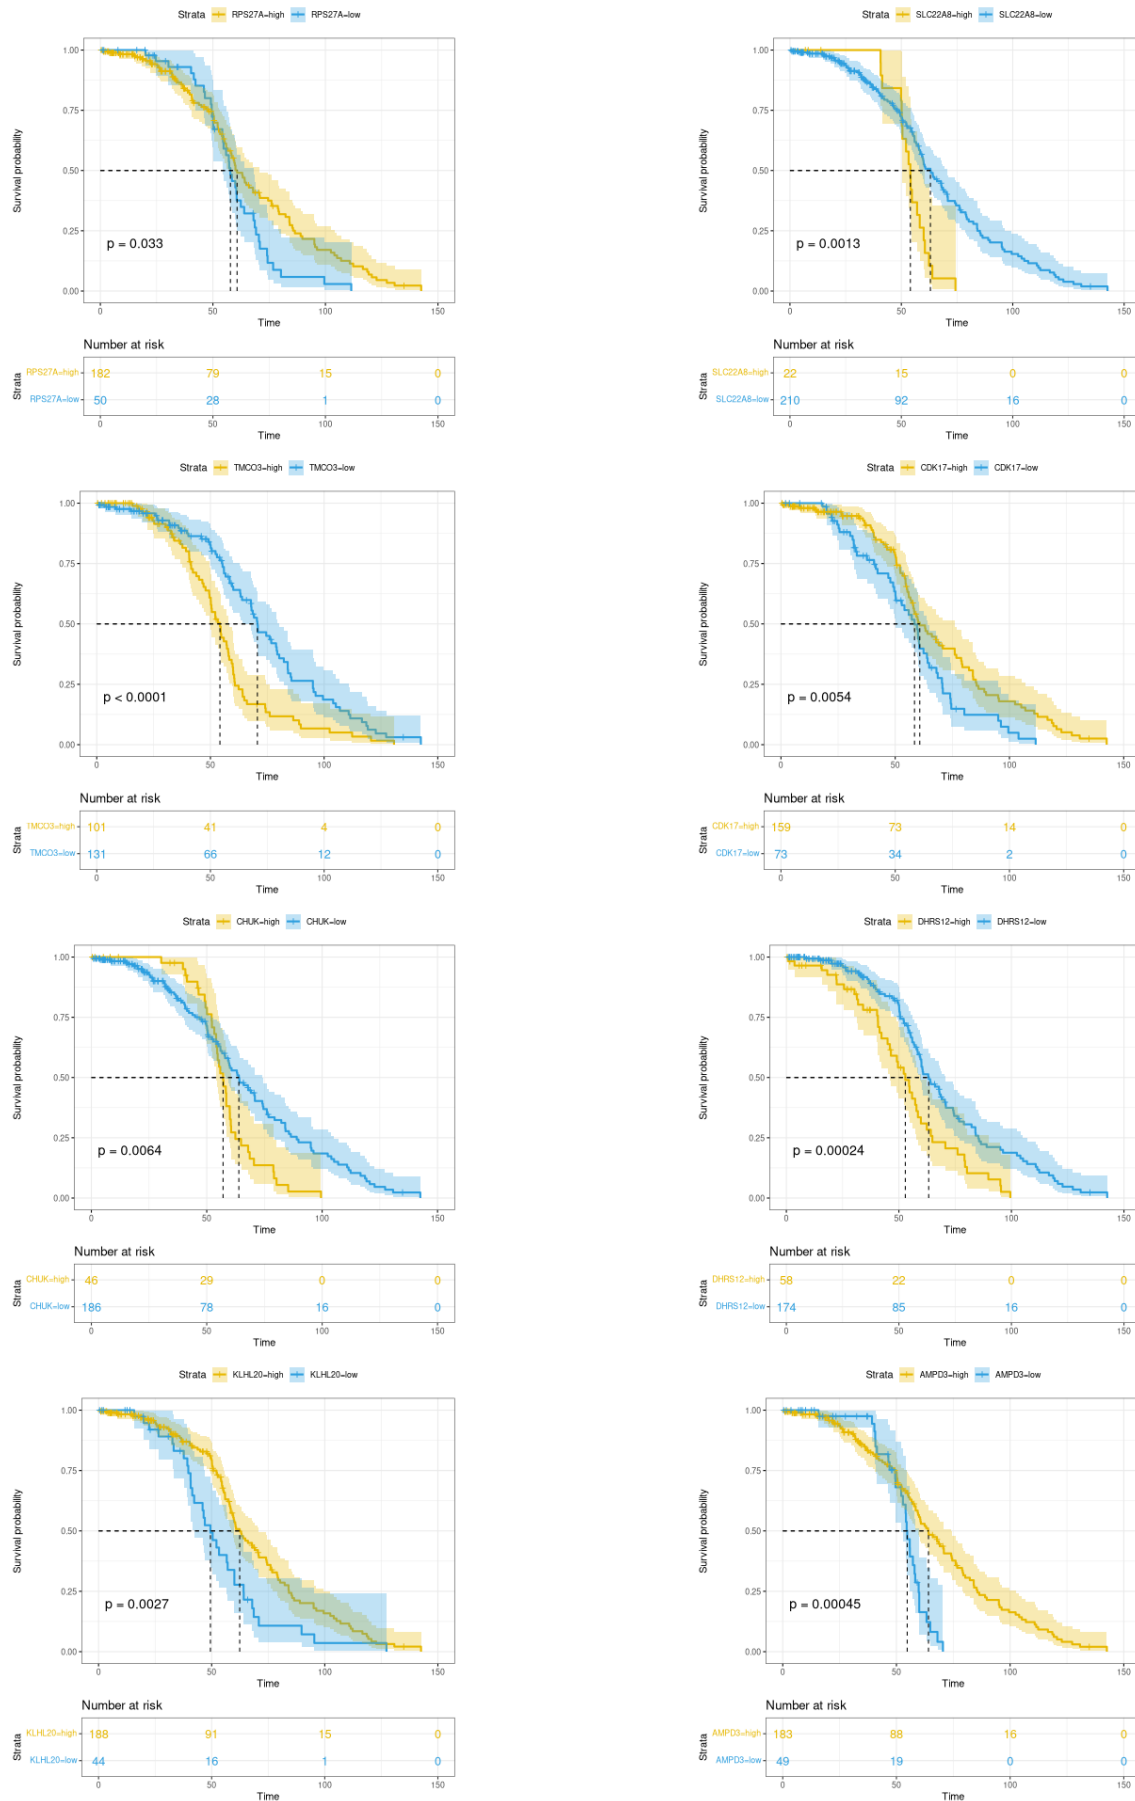 Strata RPS27A=high RPS27A=low
Survival probability
1.00
0.75
0.50
0.25
0.00
p = 0.033
0 50 100 150
Time
Number at risk
Strata
RPS27A=high 182 79 15 0
RPS27A=low 50 28 1 0
0 50 100 150
Time
Strata SLC22A8=high SLC22A8=low
Survival probability
1.00
0.75
0.50
0.25
0.00
p = 0.0013
0 50 100 150
Time
Number at risk
Strata
SLC22A8=high 22 15 0 0
SLC22A8=low 210 92 16 0
0 50 100 150
Time
Strata TMCO3=high TMCO3=low
Survival probability
1.00
0.75
0.50
0.25
0.00
p < 0.0001
0 50 100 150
Time
Number at risk
Strata
TMCO3=high 101 41 4 0
TMCO3=low 131 66 12 0
0 50 100 150
Time
Strata CDK17=high CDK17=low
Survival probability
1.00
0.75
0.50
0.25
0.00
p = 0.0054
0 50 100 150
Time
Number at risk
Strata
CDK17=high 159 73 14 0
CDK17=low 73 34 2 0
0 50 100 150
Time
Strata CHUK=high CHUK=low
Survival probability
1.00
0.75
0.50
0.25
0.00
p = 0.0064
0 50 100 150
Time
Number at risk
Strata
CHUK=high 46 29 0 0
CHUK=low 186 78 16 0
0 50 100 150
Time
Strata DHRS12=high DHRS12=low
Survival probability
1.00
0.75
0.50
0.25
0.00
p = 0.00024
0 50 100 150
Time
Number at risk
Strata
DHRS12=high 58 22 0 0
DHRS12=low 174 85 16 0
0 50 100 150
Time
Strata KLHL20=high KLHL20=low
Survival probability
1.00
0.75
0.50
0.25
0.00
p = 0.0027
0 50 100 150
Time
Number at risk
Strata
KLHL20=high 188 91 15 0
KLHL20=low 44 16 1 0
0 50 100 150
Time
Strata AMPD3=high AMPD3=low
Survival probability
1.00
0.75
0.50
0.25
0.00
p = 0.00045
0 50 100 150
Time
Number at risk
Strata
AMPD3=high 183 88 16 0
AMPD3=low 49 19 0 0
0 50 100 150
Time